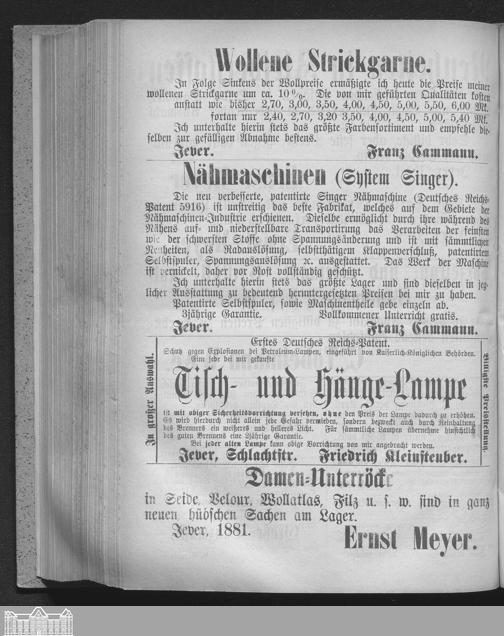 Wollene Strickgarne.
In Folge Sinkens der Wollpreise ermäßigte ich heute die Preise meiner
wollenen Strickgarne um ca. 10 %. Die von mir geführten Qualitäten kosten
anstatt wie bisher 2,70, 3,00, 3,50, 4,00, 4,50, 5,00, 5,50, 6,00 Mk.
fortan nur 2,40, 2,70, 3,20 3,50, 4,00, 4,50, 5,00, 5,40 Mk.
Ich unterhalte hierin stets das größte Farbensortiment und empfehle die-
selben zur gefälligen Abnahme bestens.
Jever. Franz Cammann.
Nähmaschinen (System Singer).
Die neu verbesserte, patentirte Singer Nähmaschine (Deutsches Reichs-
Patent 5916) ist unstreitig das beste Fabrikat, welches auf dem Gebiete der
Nähmaschinen-Industrie erschienen. Dieselbe ermöglicht durch ihre während des
Nähens auf- und niederstellbare Transportirung das Verarbeiten der feinsten
wie der schwersten Stoffe ohne Spannungsänderung und ist mit sämmtlichen
Neuheiten, als Radauslösung, selbstthätigem Klappenverschluß, patentirtem
Selbstspuler, Spannungsauslösung ꝛc. ausgestattet. Das Werk der Maschine
ist vernickelt, daher vor Rost vollständig geschützt.
Ich unterhalte hierin stets das größte Lager und sind dieselben in jeg-
licher Ausstattung zu bedeutend heruntergesetzten Preisen bei mir zu haben.
Patentirte Selbstspuler, sowie Maschinentheile gebe einzeln ab.
3jährige Garantie. Vollkommener Unterricht gratis.
Jever. Franz Cammann.
In großer Auswahl.
Erstes Deutsches Reichs-Patent.
Schutz gegen Explosionen bei Petroleum-Lampen, eingeführt von Kaiserlich-Königlichen Behörden.
Eine jede bei mir gekaufte
Tisch- und Hänge-Lampe
ist mit obiger Sicherheitsvorrichtung versehen, ohne den Preis der Lampe dadurch zu erhöhen.
Es wird hierdurch nicht allein jede Gefahr vermieden, sondern bezweckt auch durch Reinhaltung
des Brenners ein weißeres und helleres Licht. Für sämmtliche Lampen übernehme hinsichtlich
des guten Brennens eine 2jährige Garantie.
Bei jeder alten Lampe kann obige Vorrichtung von mir angebracht werden.
Jever, Schlachtstr. Friedrich Kleinsteuber.
Billigste Preisstellung.
Damen-Unterröcke
in Seide, Velour, Wollatlas, Filz u. s. w. sind in ganz
neuen, hübschen Sachen am Lager.
Jever, 1881. Ernst Meyer.